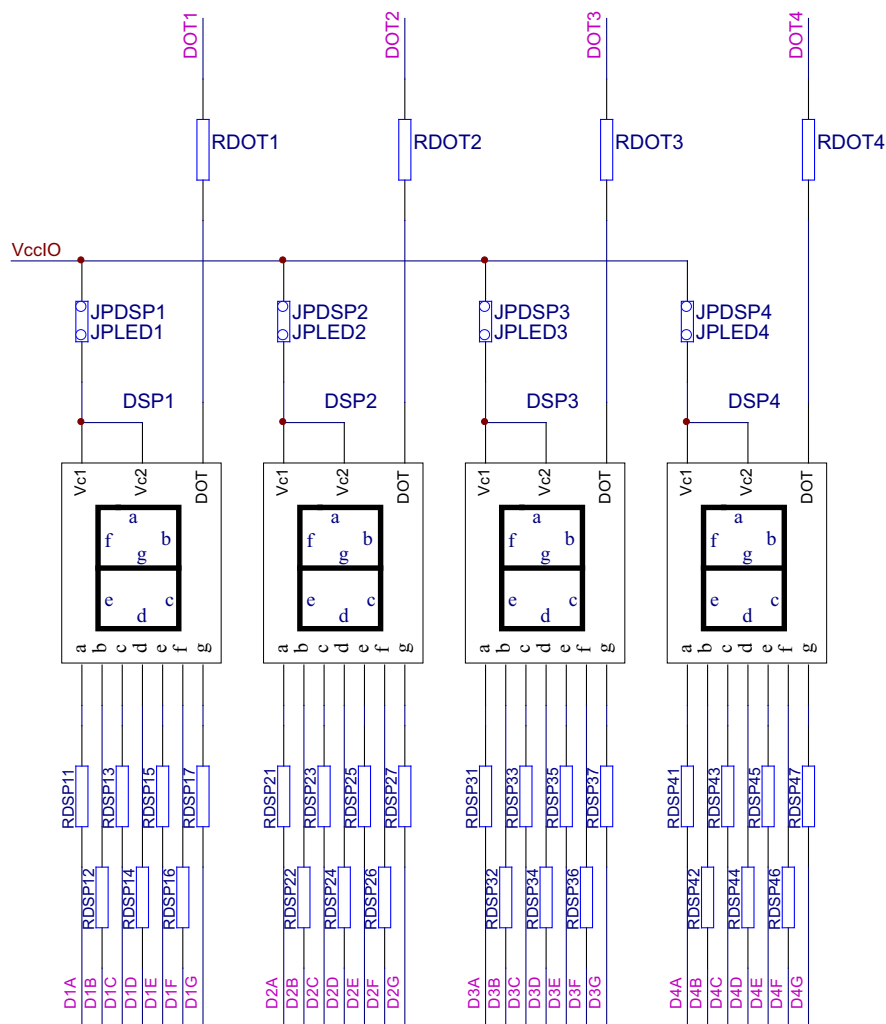 DOT1 DOT2 DOT3 DOT4
RDOT1 RDOT2 RDOT3 RDOT4
VccIO
JPDSP1 JPDSP2 JPDSP3 JPDSP4
JPLED1 JPLED2 JPLED3 JPLED4
DSP1 DSP2 DSP3 DSP4
Vc1 Vc2 DOT Vc1 Vc2 DOT Vc1 Vc2 DOT Vc1 Vc2 DOT
a a a a
f b f b f b f b
g g g g
e c e c e c e c
d d d d
a b c d e f g a b c d e f g a b c d e f g a b c d e f g
RDSP11 RDSP13 RDSP15 RDSP17 RDSP21 RDSP23 RDSP25 RDSP27 RDSP31 RDSP33 RDSP35 RDSP37 RDSP41 RDSP43 RDSP45 RDSP47
RDSP12 RDSP14 RDSP16 RDSP22 RDSP24 RDSP26 RDSP32 RDSP34 RDSP36 RDSP42 RDSP44 RDSP46
D1A D1B D1C D1D D1E D1F D1G D2A D2B D2C D2D D2E D2F D2G D3A D3B D3C D3D D3E D3F D3G D4A D4B D4C D4D D4E D4F D4G